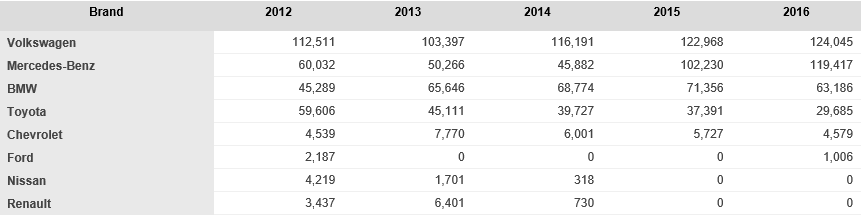 Brand 2012 2013 2014 2015 2016
Volkswagen 112,511 103,397 116,191 122,968 124,045
Mercedes-Benz 60,032 50,266 45,882 102,230 119,417
BMW 45,289 65,646 68,774 71,356 63,186
Toyota 59,606 45,111 39,727 37,391 29,685
Chevrolet 4,539 7,770 6,001 5,727 4,579
Ford 2,187 0 0 0 1,006
Nissan 4,219 1,701 318 0 0
Renault 3,437 6,401 730 0 0